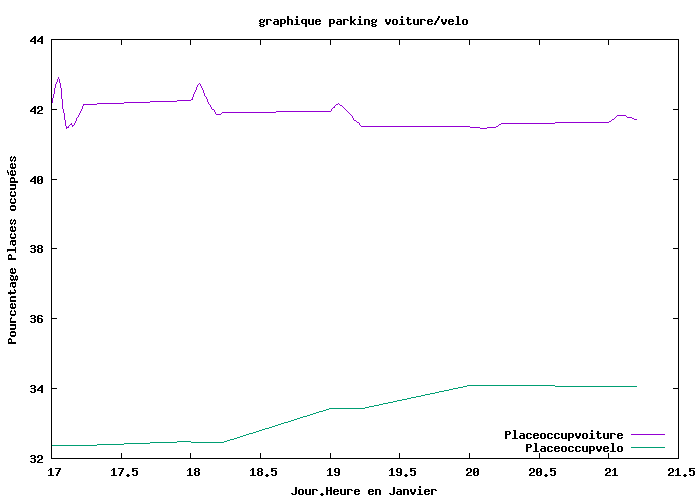 graphique parking voiture/velo
44
42
40
38
36
34
32
Pourcentage Places occupées
17 17.5 18 18.5 19 19.5 20 20.5 21 21.5
Jour.Heure en Janvier
Placeoccupvoiture
Placeoccupvelo